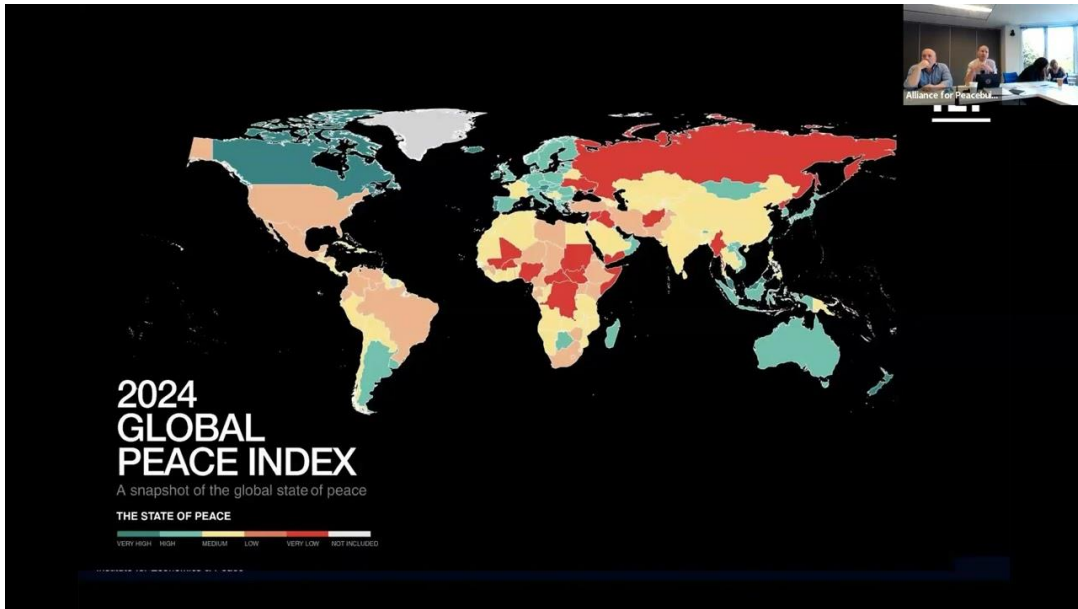 Alliance for Peacebui...
2024
GLOBAL
PEACE INDEX
A snapshot of the global state of peace
THE STATE OF PEACE
VERY HIGH HIGH MEDIUM LOW VERY LOW NOT INCLUDED